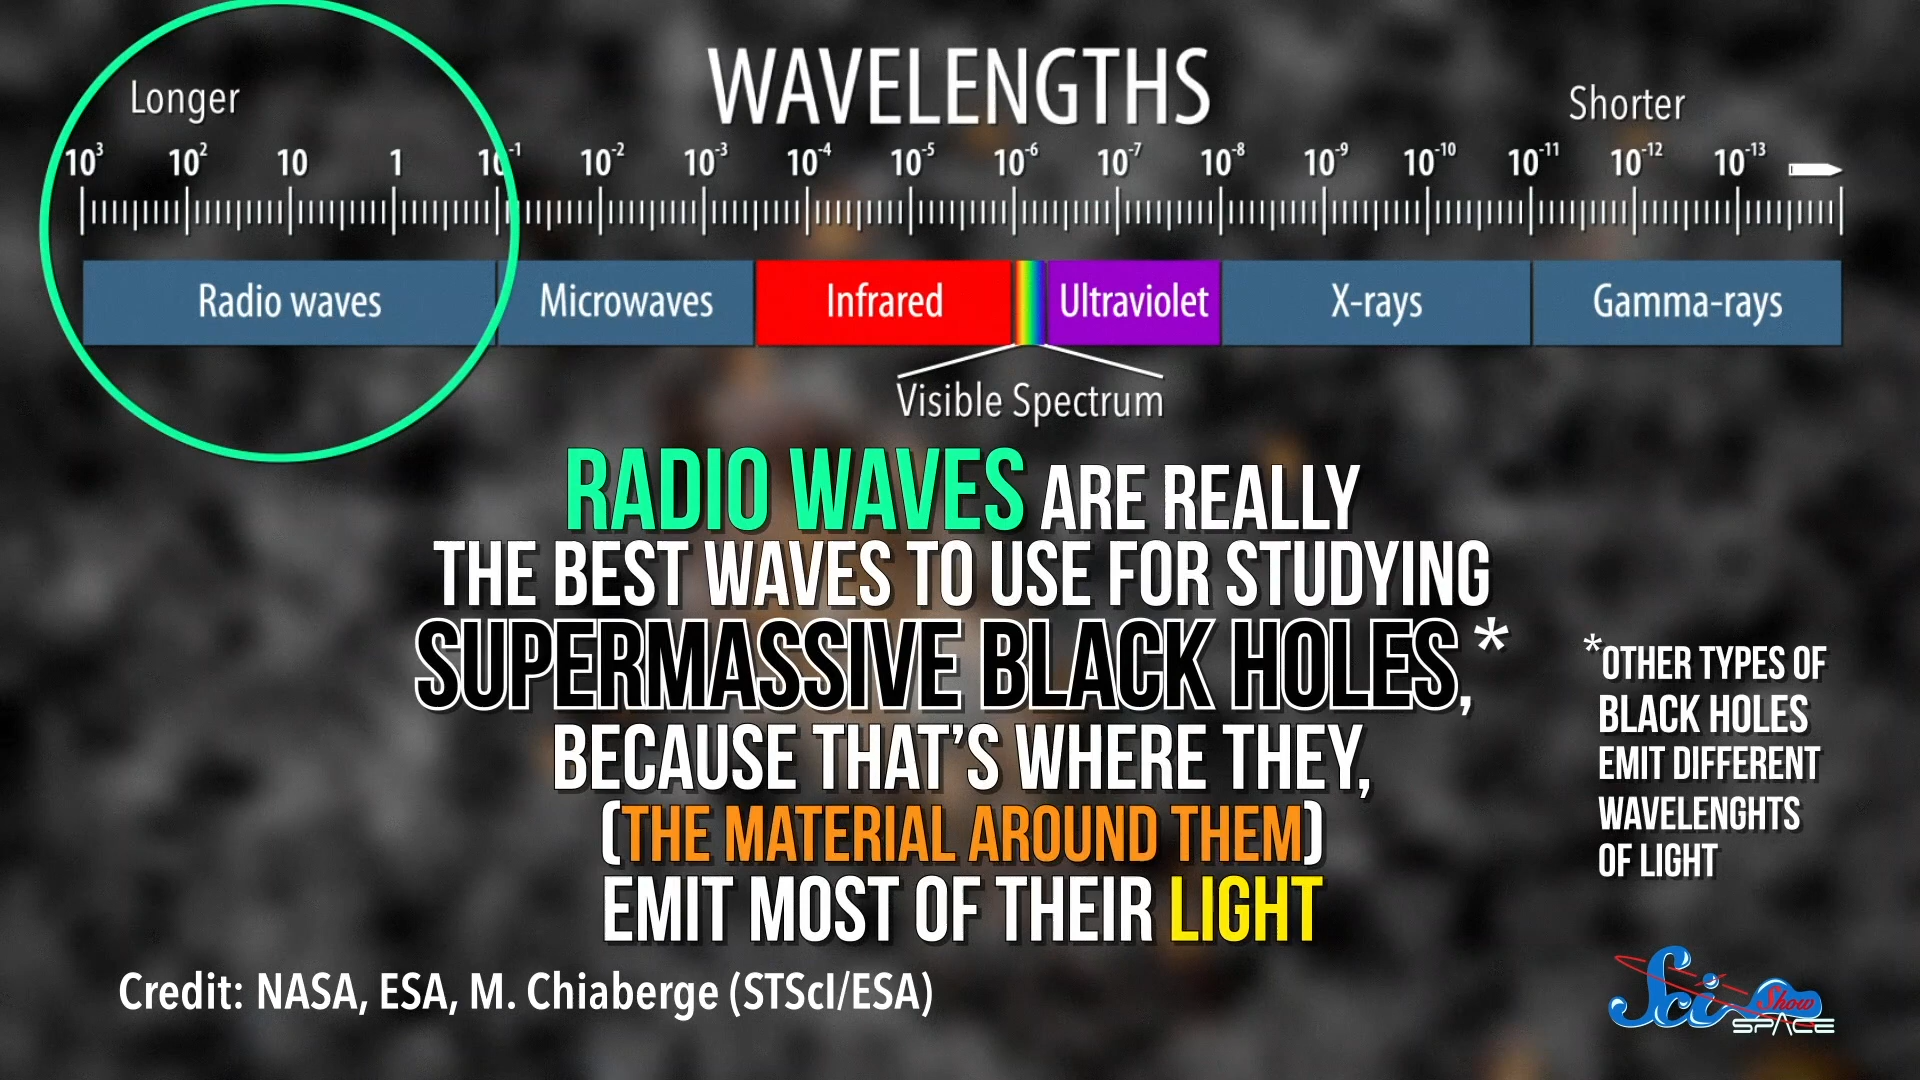 WAVELENGTHS
Longer
Shorter
10³ 10² 10 1 10⁻¹ 10⁻² 10⁻³ 10⁻⁴ 10⁻⁵ 10⁻⁶ 10⁻⁷ 10⁻⁸ 10⁻⁹ 10⁻¹⁰ 10⁻¹¹ 10⁻¹² 10⁻¹³
Radio waves Microwaves Infrared Ultraviolet X-rays Gamma-rays
Visible Spectrum
RADIO WAVES ARE REALLY
THE BEST WAVES TO USE FOR STUDYING
SUPERMASSIVE BLACK HOLES,*
BECAUSE THAT'S WHERE THEY,
(THE MATERIAL AROUND THEM)
EMIT MOST OF THEIR LIGHT
*OTHER TYPES OF
BLACK HOLES
EMIT DIFFERENT
WAVELENGHTS
OF LIGHT
Credit: NASA, ESA, M. Chiaberge (STScI/ESA)
Sci Show
SPACE